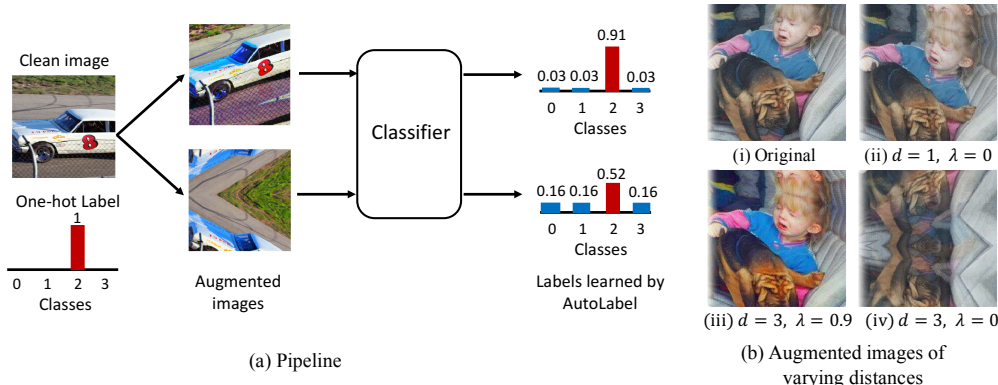 Clean image
8
One-hot Label
1
0 1 2 3
Classes
8
Augmented
images
Classifier
0.91
0.03 0.03 0.03
0 1 2 3
Classes
0.52
0.16 0.16 0.16
0 1 2 3
Classes
Labels learned by
AutoLabel
(a) Pipeline
(i) Original
(ii) d = 1, λ = 0
(iii) d = 3, λ = 0.9
(iv) d = 3, λ = 0
(b) Augmented images of
varying distances